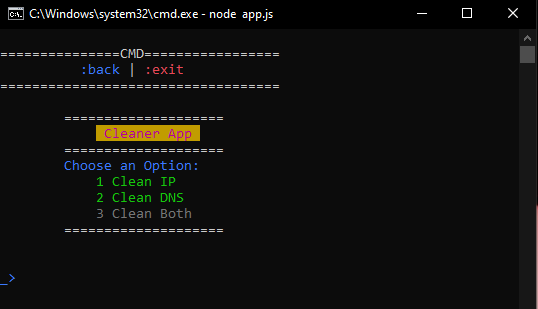 C:\Windows\system32\cmd.exe - node app.js
===============CMD=================
:back | :exit
===================================
====================
Cleaner App
====================
Choose an Option:
1 Clean IP
2 Clean DNS
3 Clean Both
====================
_>